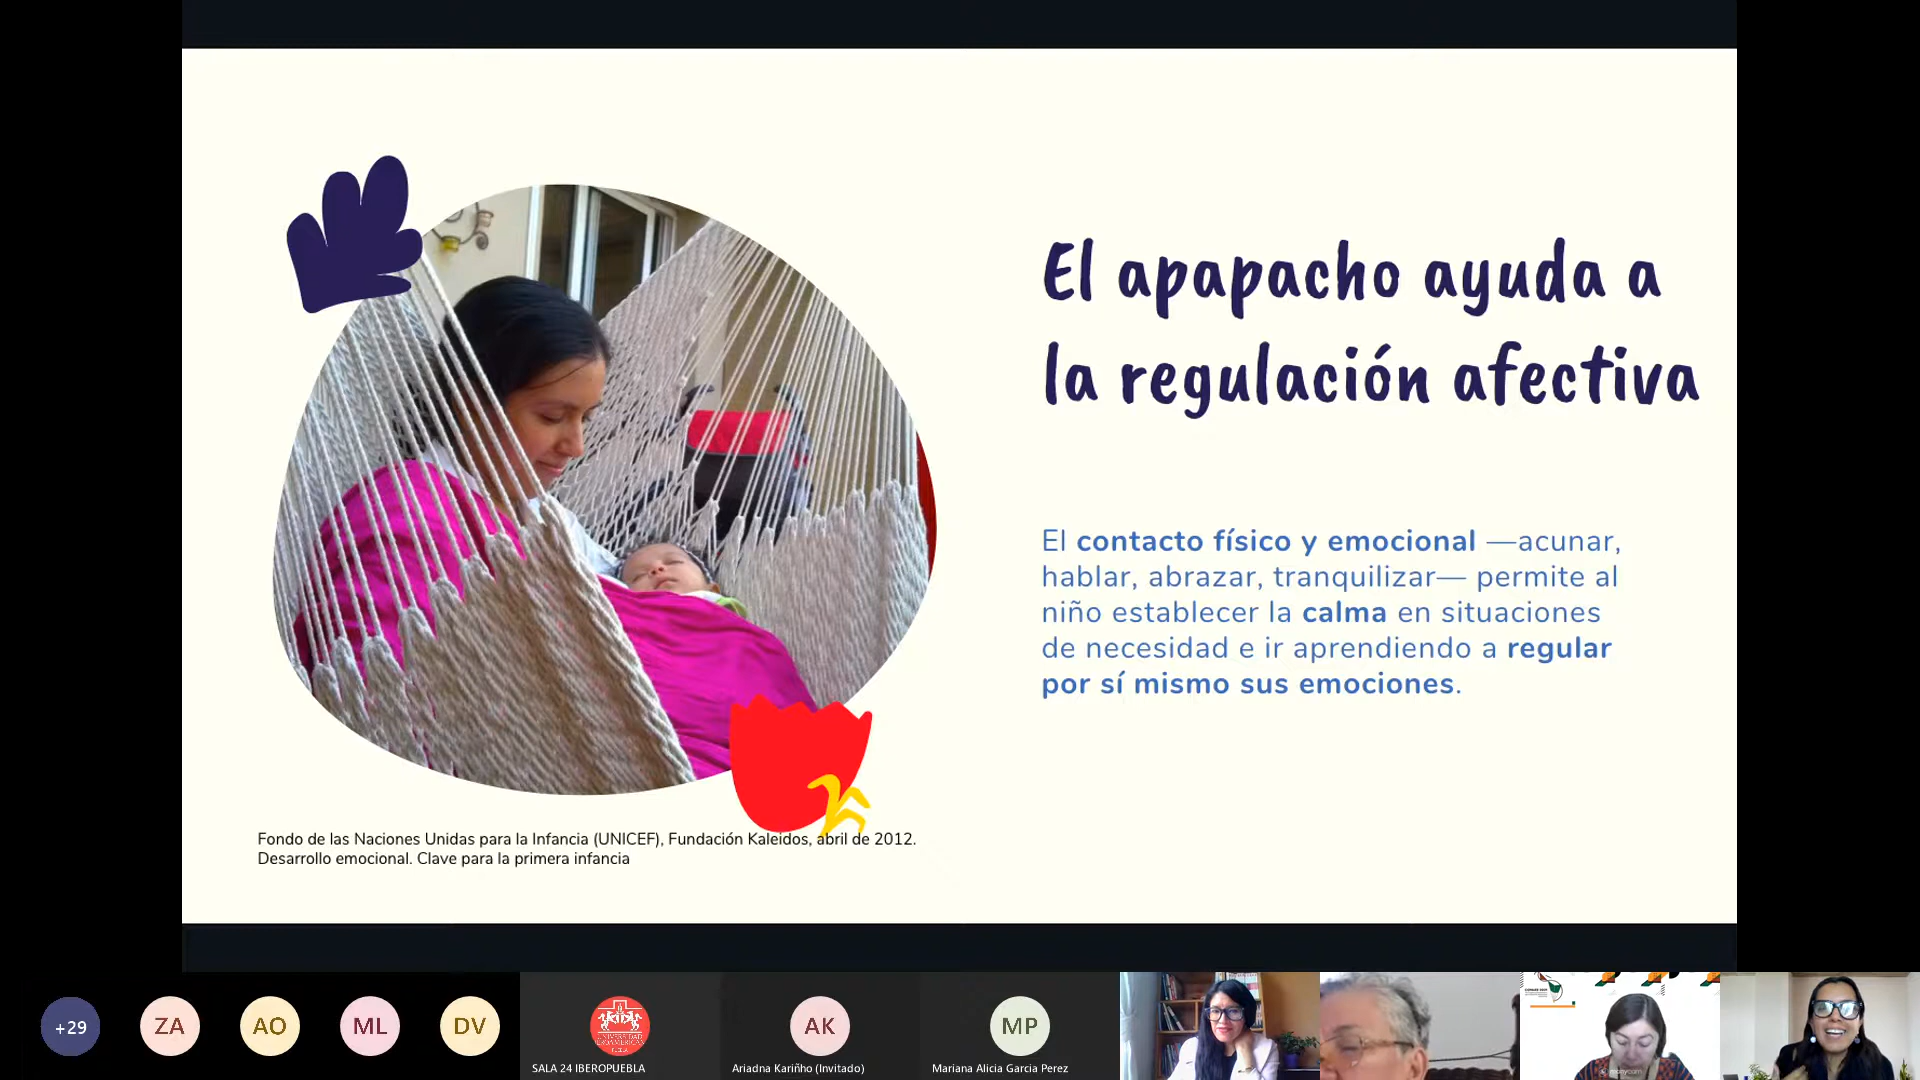 El apapacho ayuda a
la regulación afectiva
El contacto físico y emocional —acunar,
hablar, abrazar, tranquilizar— permite al
niño establecer la calma en situaciones
de necesidad e ir aprendiendo a regular
por sí mismo sus emociones.
Fondo de las Naciones Unidas para la Infancia (UNICEF), Fundación Kaleidos, abril de 2012.
Desarrollo emocional. Clave para la primera infancia
+29
ZA
AO
ML
DV
UNIVERSIDAD
IBEROAMERICANA
SALA 24 IBEROPUEBLA
AK
Ariadna Kariñho (Invitado)
MP
Mariana Alicia Garcia Perez